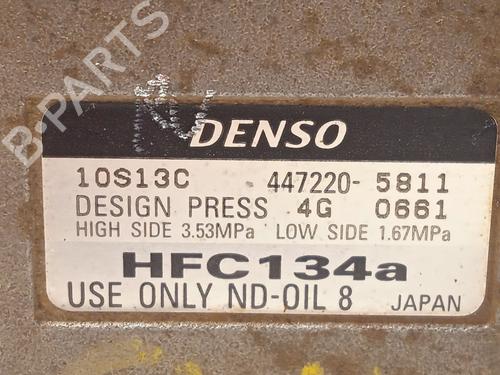 B-PARTS
DENSO
10S13C 447220-5811
DESIGN PRESS 4G 0661
HIGH SIDE 3.53MPa LOW SIDE 1.67MPa
HFC134a
USE ONLY ND-OIL 8 JAPAN